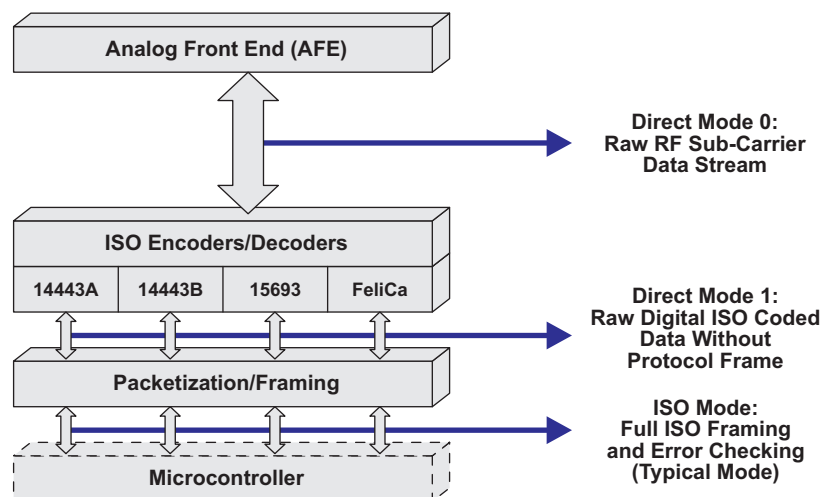 Analog Front End (AFE)
Direct Mode 0:
Raw RF Sub-Carrier
Data Stream
ISO Encoders/Decoders
14443A 14443B 15693 FeliCa
Direct Mode 1:
Raw Digital ISO Coded
Data Without
Protocol Frame
Packetization/Framing
ISO Mode:
Full ISO Framing
and Error Checking
(Typical Mode)
Microcontroller